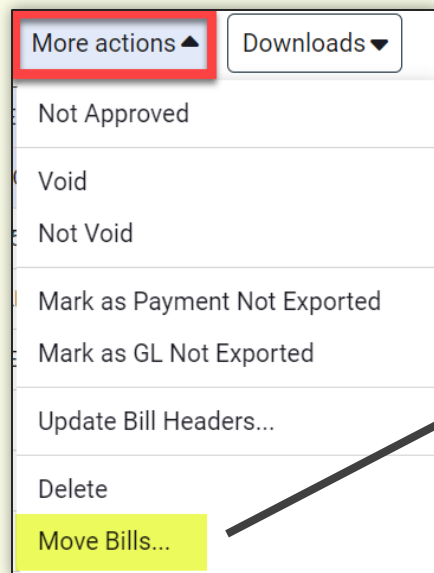 More actions Downloads
Not Approved
Void
Not Void
Mark as Payment Not Exported
Mark as GL Not Exported
Update Bill Headers...
Delete
Move Bills...